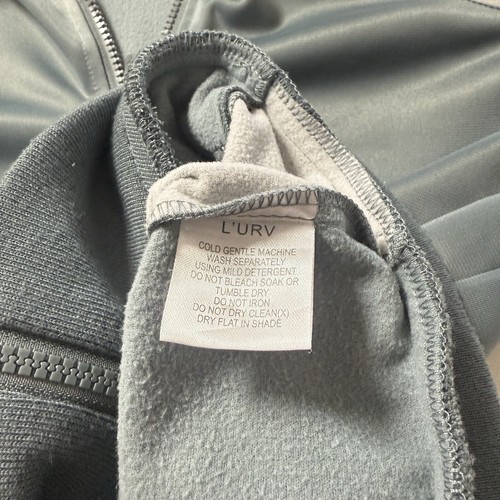 L'URV
COLD GENTLE MACHINE
WASH SEPARATELY
USING MILD DETERGENT
DO NOT BLEACH SOAK OR
TUMBLE DRY
DO NOT IRON
DO NOT DRY CLEAN(X)
DRY FLAT IN SHADE